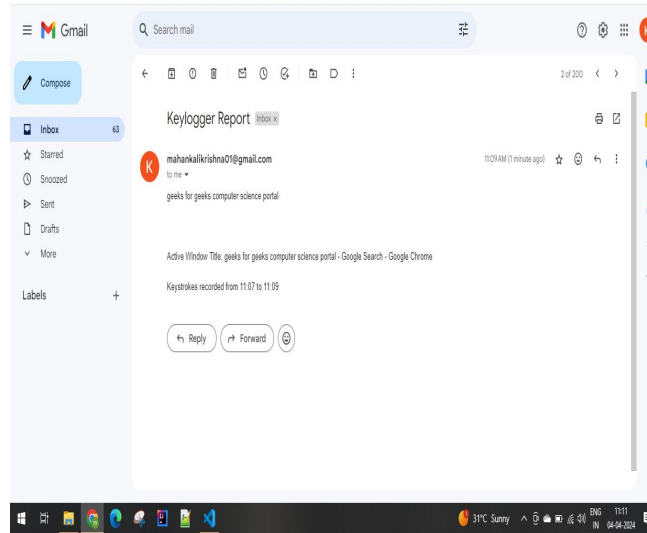 Gmail
Search mail
K
Compose
2 of 200
Inbox 63
Starred
Snoozed
Sent
Drafts
More
Labels
Keylogger Report Inbox x
K
mahankalikrishna01@gmail.com 11:09 AM (1 minute ago)
to me
geeks for geeks computer science portal
Active Window Title: geeks for geeks computer science portal - Google Search - Google Chrome
Keystrokes recorded from 11:07 to 11:09
Reply Forward
31°C Sunny ENG 11:11
IN 04-04-2024